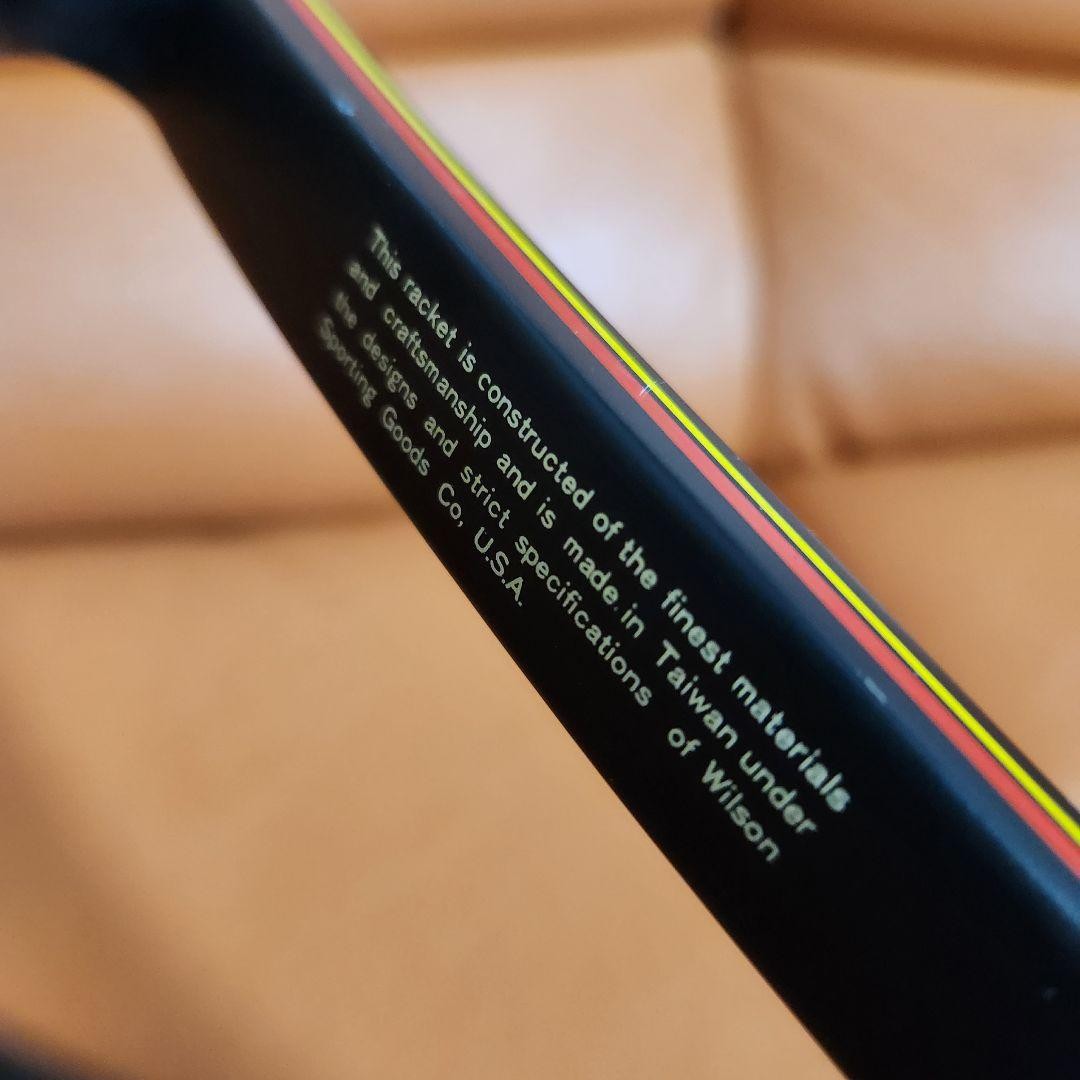 This racket is constructed of the finest materials
and craftsmanship and is made in Taiwan under
the designs and strict specifications of Wilson
Sporting Goods Co, U.S.A.